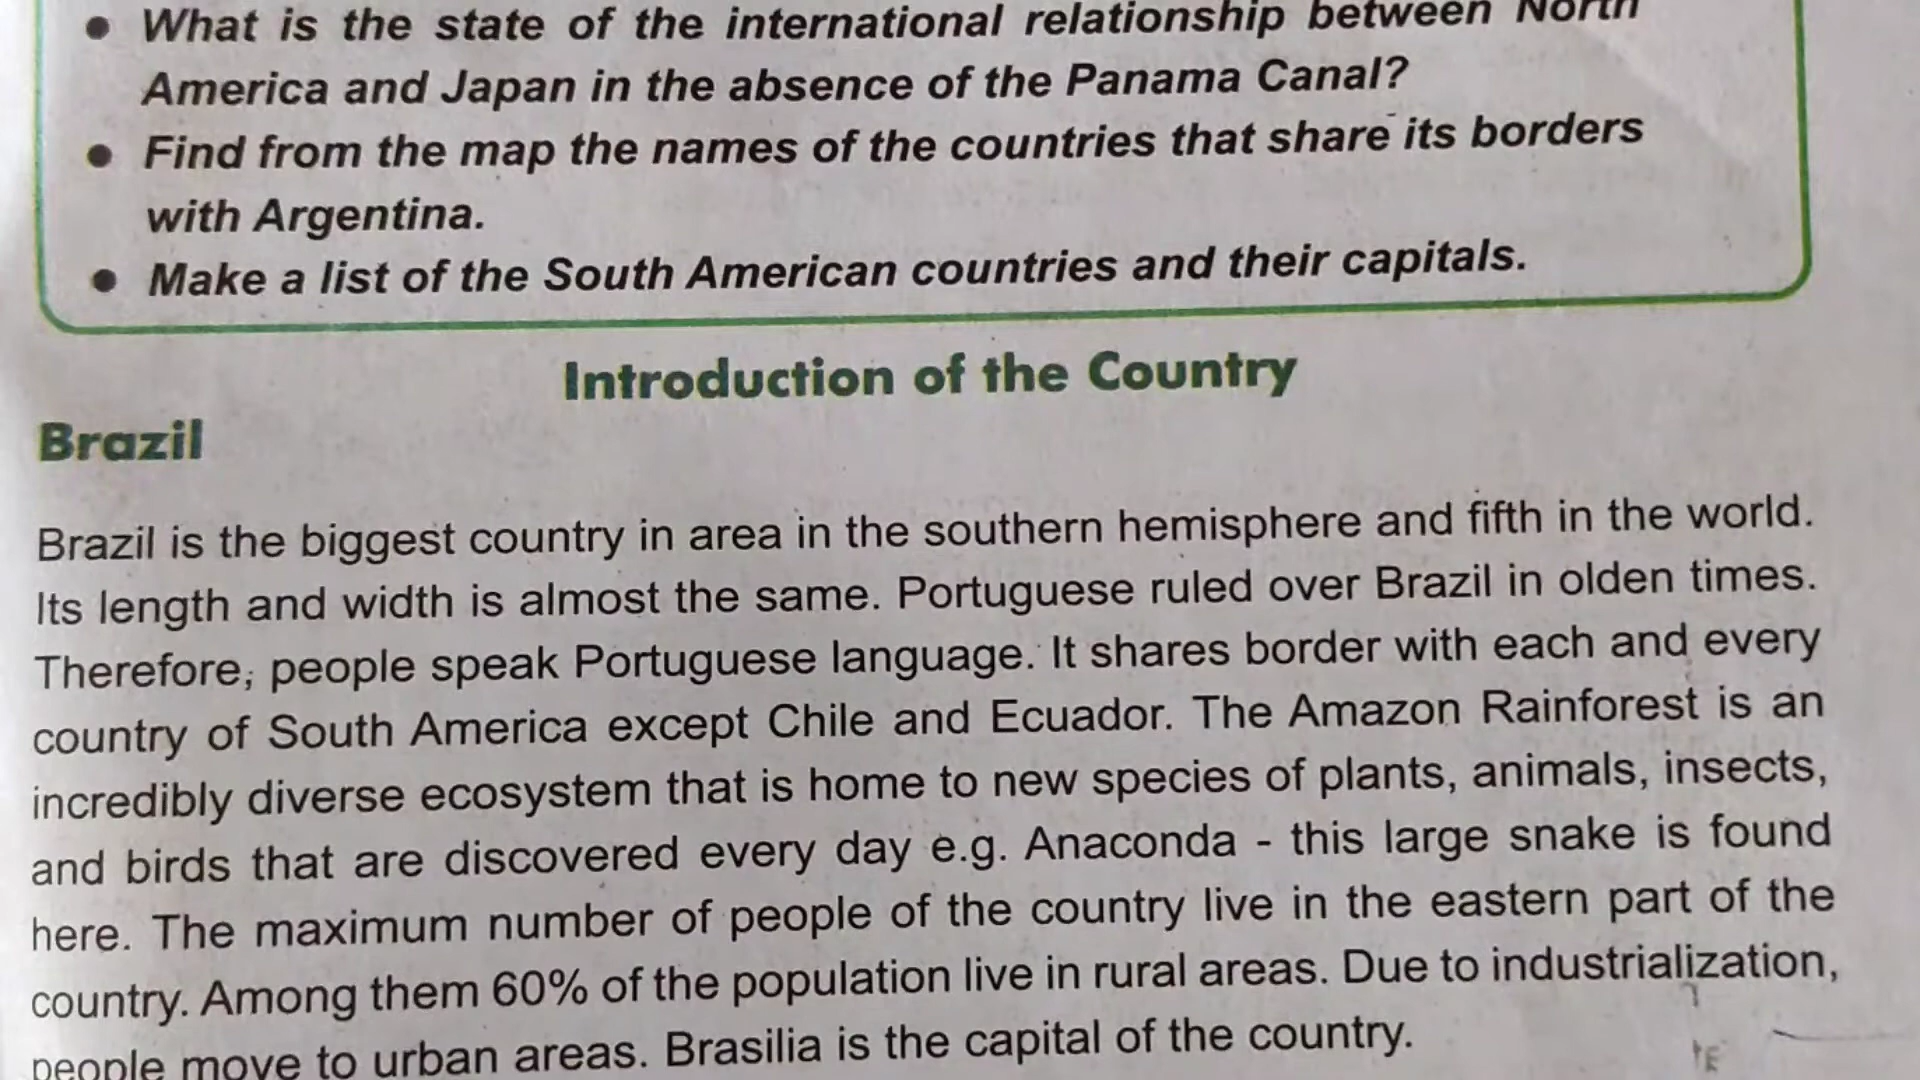 • What is the state of the international relationship between North
America and Japan in the absence of the Panama Canal?
• Find from the map the names of the countries that share its borders
with Argentina.
• Make a list of the South American countries and their capitals.
Introduction of the Country
Brazil
Brazil is the biggest country in area in the southern hemisphere and fifth in the world.
Its length and width is almost the same. Portuguese ruled over Brazil in olden times.
Therefore, people speak Portuguese language. It shares border with each and every
country of South America except Chile and Ecuador. The Amazon Rainforest is an
incredibly diverse ecosystem that is home to new species of plants, animals, insects,
and birds that are discovered every day e.g. Anaconda - this large snake is found
here. The maximum number of people of the country live in the eastern part of the
country. Among them 60% of the population live in rural areas. Due to industrialization,
people move to urban areas. Brasilia is the capital of the country.